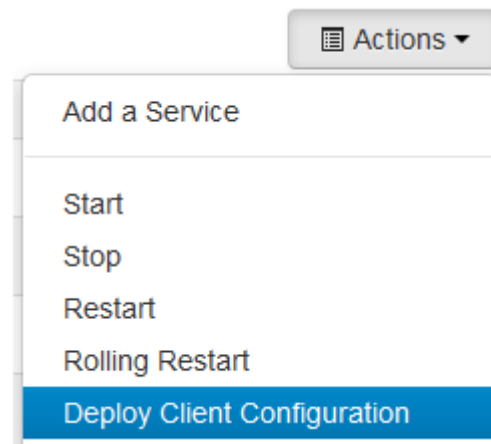 Actions
Add a Service
Start
Stop
Restart
Rolling Restart
Deploy Client Configuration